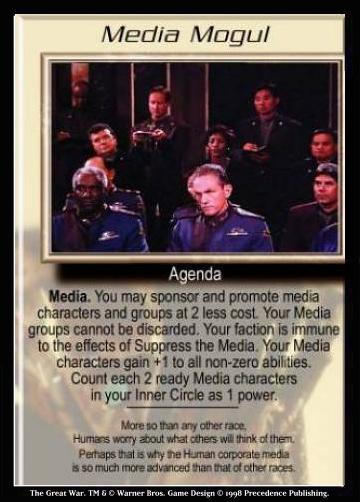 Media Mogul
Agenda
Media. You may sponsor and promote media
characters and groups at 2 less cost. Your Media
groups cannot be discarded. Your faction is immune
to the effects of Suppress the Media. Your Media
characters gain +1 to all non-zero abilities.
Count each 2 ready Media characters
in your Inner Circle as 1 power.
More so than any other race,
Humans worry about what others will think of them.
Perhaps that is why the Human corporate media
is so much more advanced than that of other races.
The Great War. TM & © Warner Bros. Game Design © 1998 Precedence Publishing.